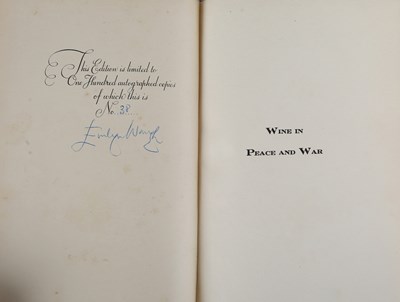 This Edition is limited to
One Hundred autographed copies
of which this is
No. 38
Evelyn Waugh
WINE IN
PEACE AND WAR